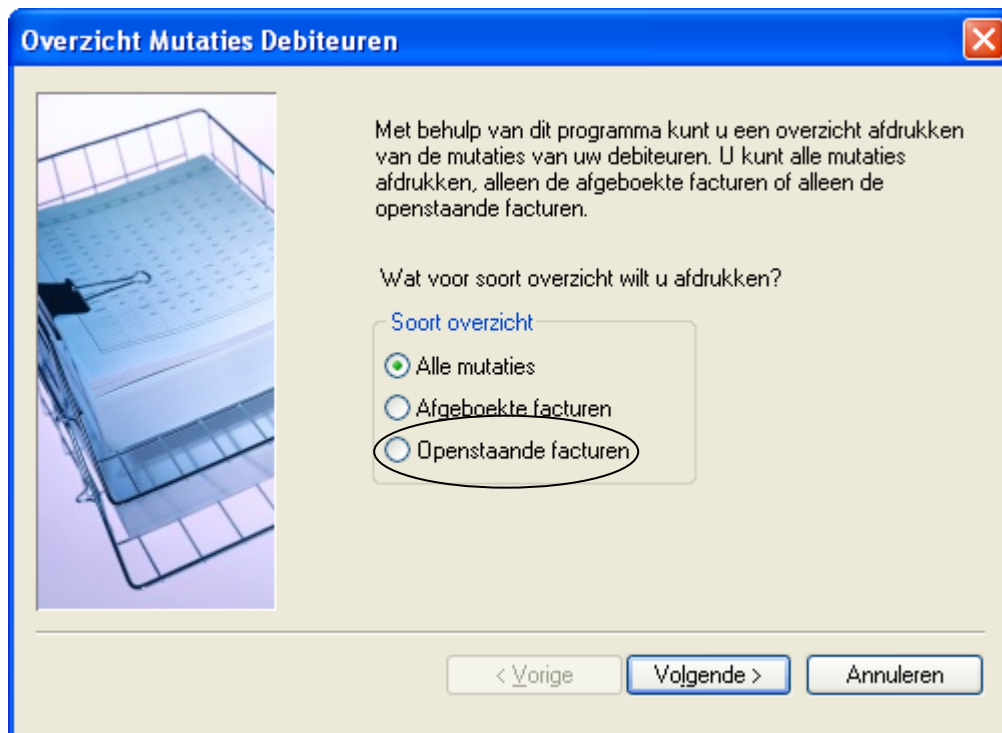 Overzicht Mutaties Debiteuren
Met behulp van dit programma kunt u een overzicht afdrukken
van de mutaties van uw debiteuren. U kunt alle mutaties
afdrukken, alleen de afgeboekte facturen of alleen de
openstaande facturen.
Wat voor soort overzicht wilt u afdrukken?
Soort overzicht
Alle mutaties
Afgeboekte facturen
Openstaande facturen
< Vorige
Volgende >
Annuleren